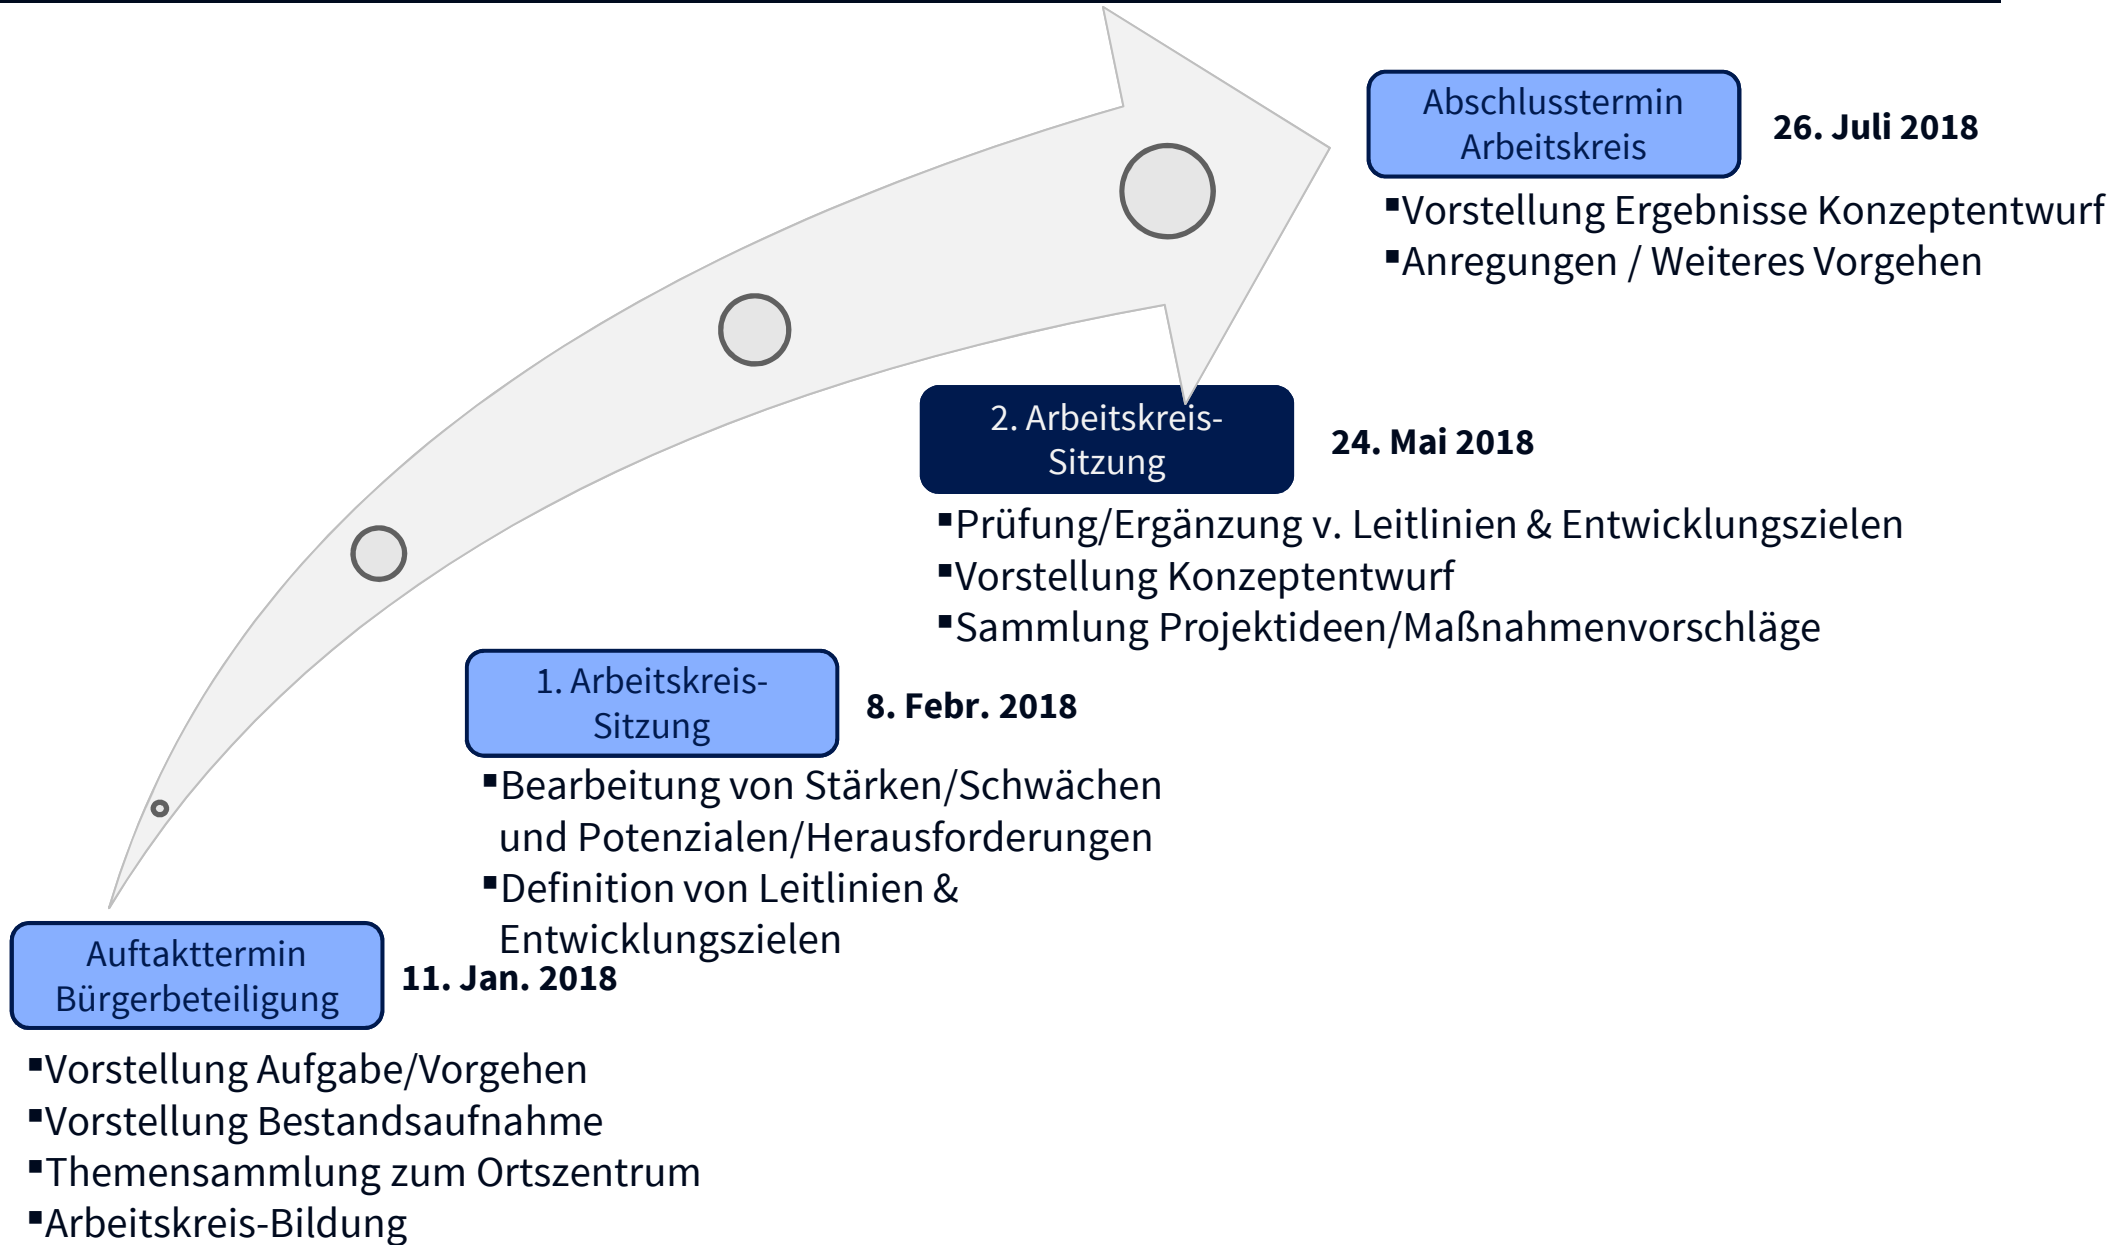 Abschlusstermin
Arbeitskreis
26. Juli 2018
▪Vorstellung Ergebnisse Konzeptentwurf
▪Anregungen / Weiteres Vorgehen
2. Arbeitskreis-
Sitzung
24. Mai 2018
▪Prüfung/Ergänzung v. Leitlinien & Entwicklungszielen
▪Vorstellung Konzeptentwurf
▪Sammlung Projektideen/Maßnahmenvorschläge
1. Arbeitskreis-
Sitzung
8. Febr. 2018
▪Bearbeitung von Stärken/Schwächen
und Potenzialen/Herausforderungen
▪Definition von Leitlinien &
Entwicklungszielen
Auftakttermin
Bürgerbeteiligung
11. Jan. 2018
▪Vorstellung Aufgabe/Vorgehen
▪Vorstellung Bestandsaufnahme
▪Themensammlung zum Ortszentrum
▪Arbeitskreis-Bildung